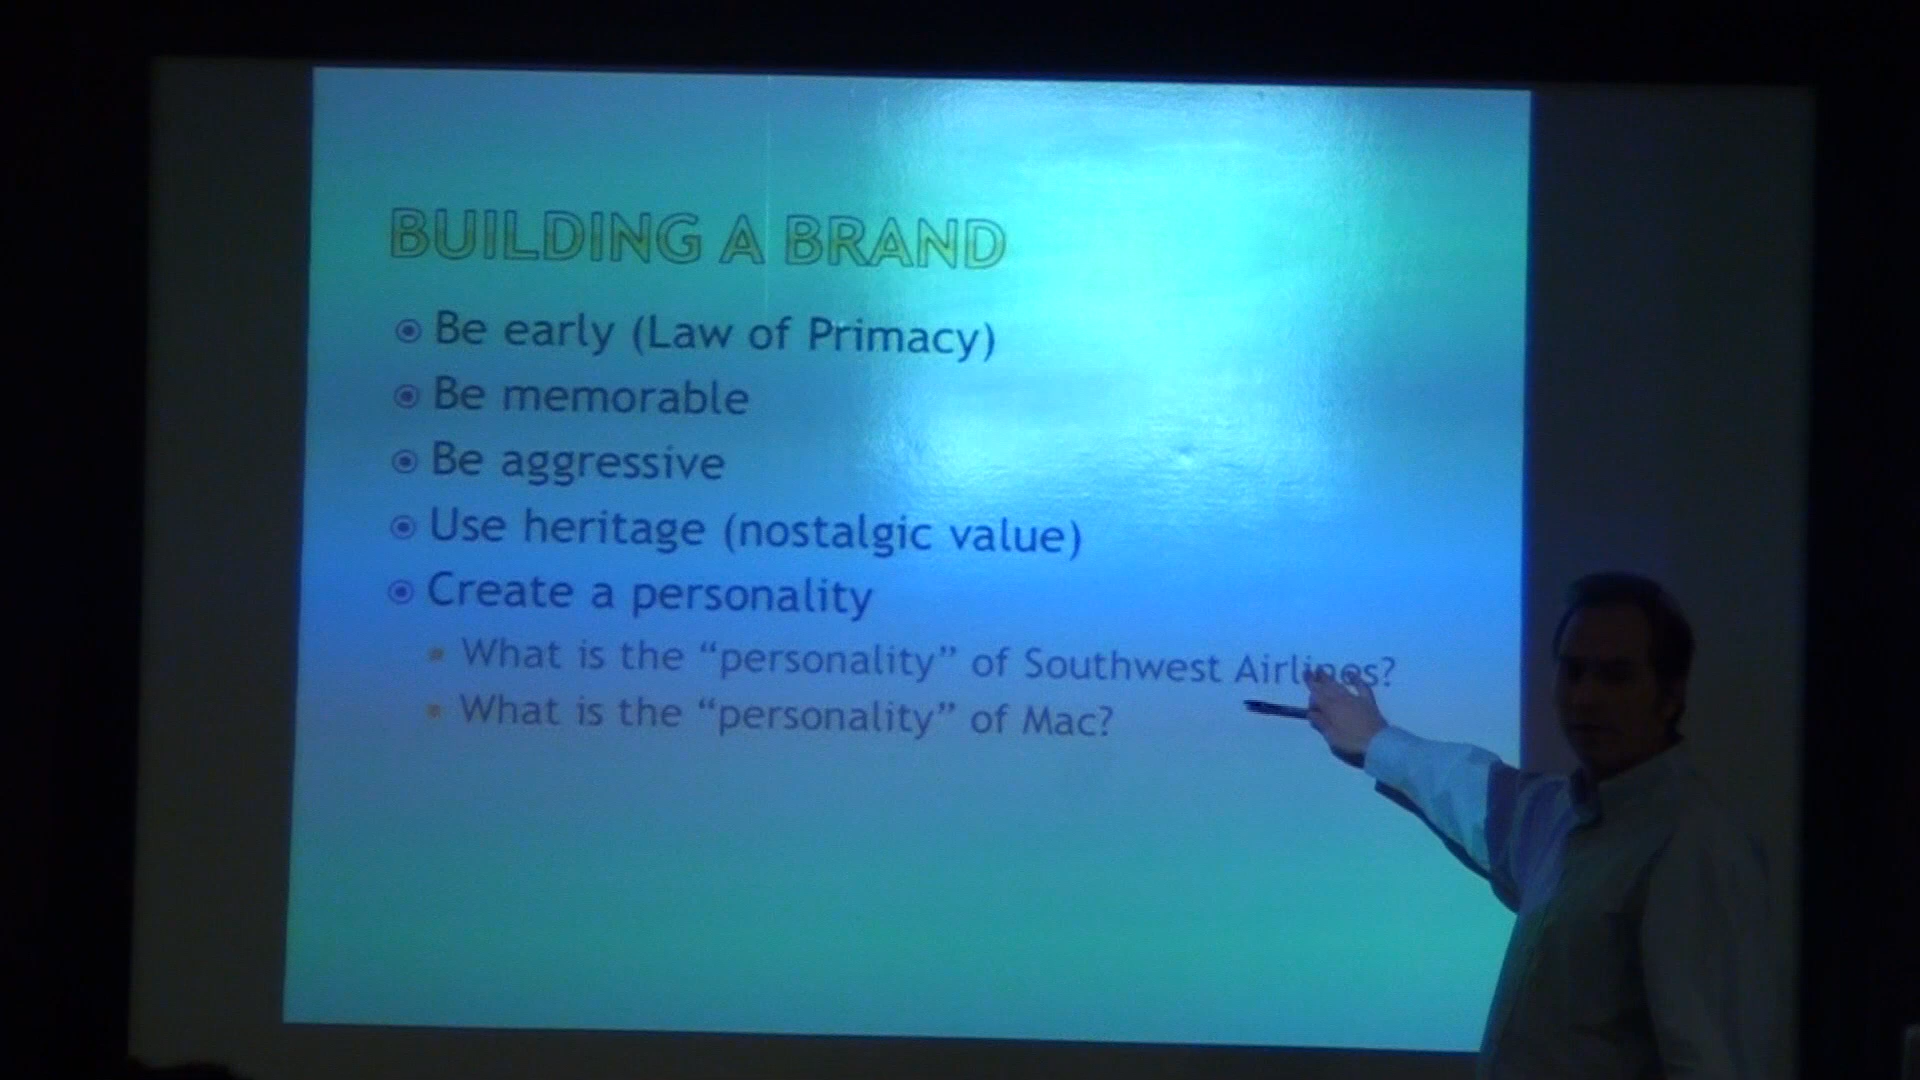 BUILDING A BRAND
Be early (Law of Primacy)
Be memorable
Be aggressive
Use heritage (nostalgic value)
Create a personality
What is the “personality” of Southwest Airlines?
What is the “personality” of Mac?